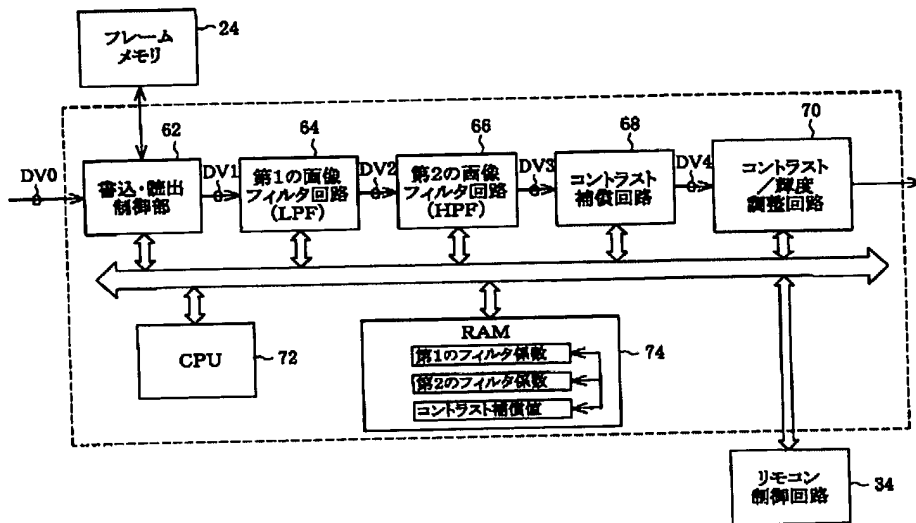 フレーム
メモリ
24
62
64
66
68
70
DV0
書込・読出
制御部
DV1
第1の画像
フィルタ回路
(LPF)
DV2
第2の画像
フィルタ回路
(HPF)
DV3
コントラスト
補償回路
DV4
コントラスト
/輝度
調整回路
CPU
72
RAM
第1のフィルタ係数
第2のフィルタ係数
コントラスト補償値
74
リモコン
制御回路
34